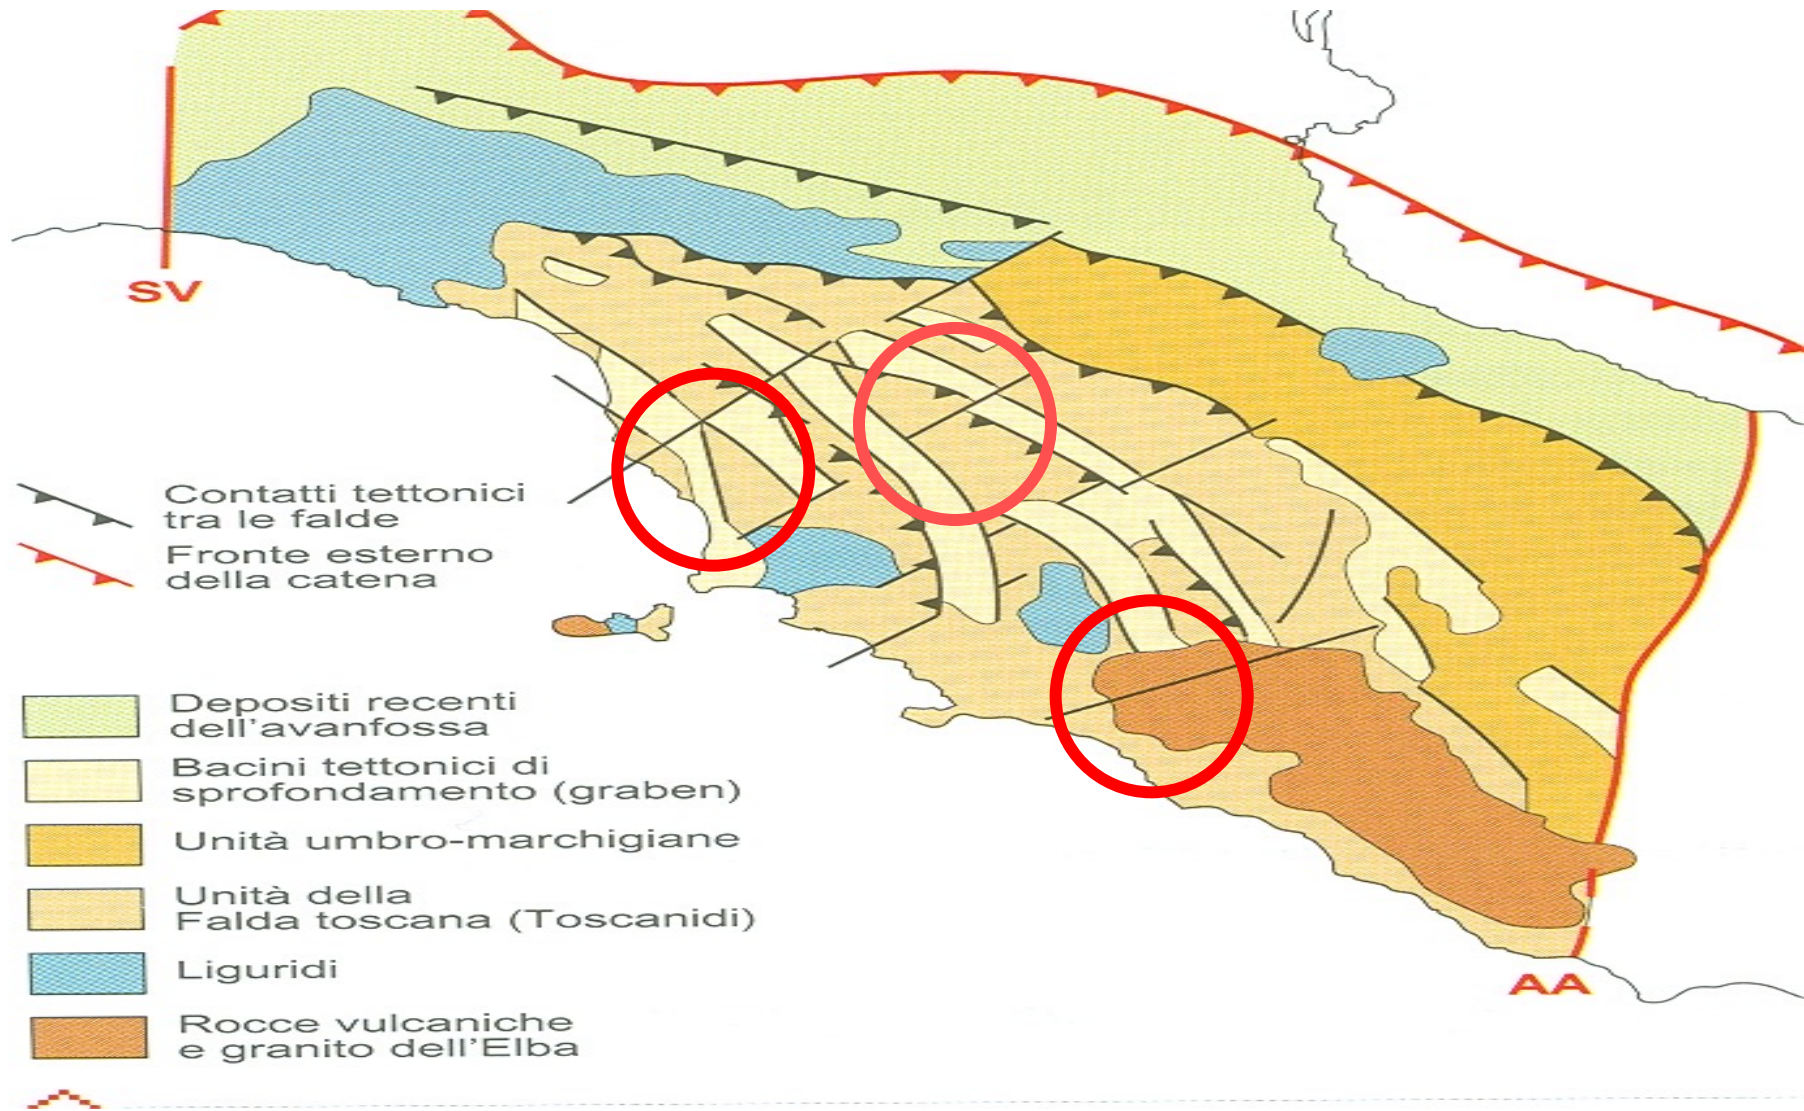 SV
Contatti tettonici
tra le falde
Fronte esterno
della catena
Depositi recenti
dell'avanfossa
Bacini tettonici di
sprofondamento (graben)
Unità umbro-marchigiane
Unità della
Falda toscana (Toscanidi)
Liguridi
Rocce vulcaniche
e granito dell'Elba
AA